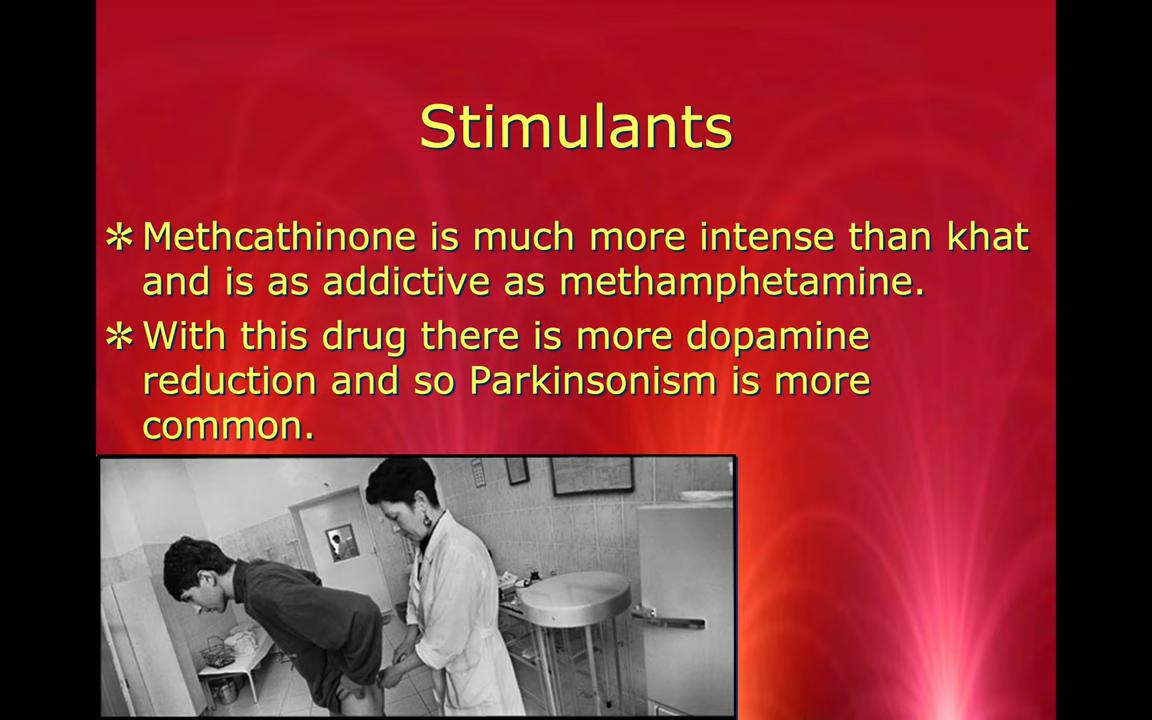 Stimulants
✲ Methcathinone is much more intense than khat
and is as addictive as methamphetamine.
✲ With this drug there is more dopamine
reduction and so Parkinsonism is more
common.